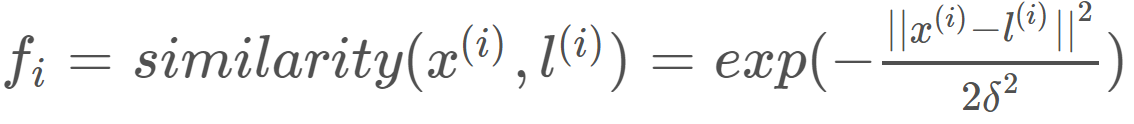 f_i = similarity(x^{(i)}, l^{(i)}) = exp(-\frac{||x^{(i)}-l^{(i)}||^2}{2\delta^2})